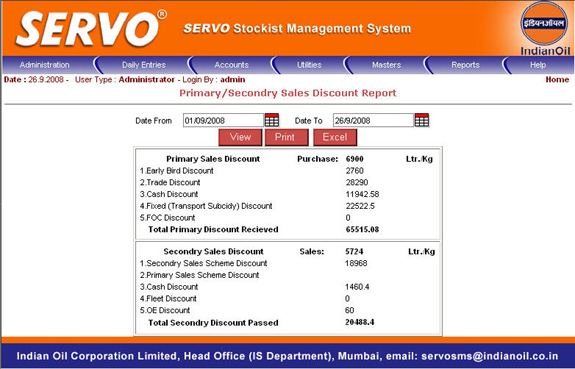 SERVO® SERVO Stockist Management System
इंडियनऑयल
IndianOil
Administration Daily Entries Accounts Utilities Masters Reports Help
Date : 26.9.2008 - User Type : Administrator - Login By : admin Home
Primary/Secondry Sales Discount Report
Date From 01/09/2008 Date To 26/9/2008
View Print Excel
Primary Sales Discount Purchase: 6900 Ltr./Kg
1.Early Bird Discount 2760
2.Trade Discount 28290
3.Cash Discount 11942.58
4.Fixed (Transport Subcidy) Discount 22522.5
5.FOC Discount 0
Total Primary Discount Recieved 65515.08
Secondry Sales Discount Sales: 5724 Ltr./Kg
1.Secondry Sales Scheme Discount 18968
2.Primary Sales Scheme Discount
3.Cash Discount 1460.4
4.Fleet Discount 0
5.OE Discount 60
Total Secondry Discount Passed 20488.4
Indian Oil Corporation Limited, Head Office (IS Department), Mumbai, email: servosms@indianoil.co.in